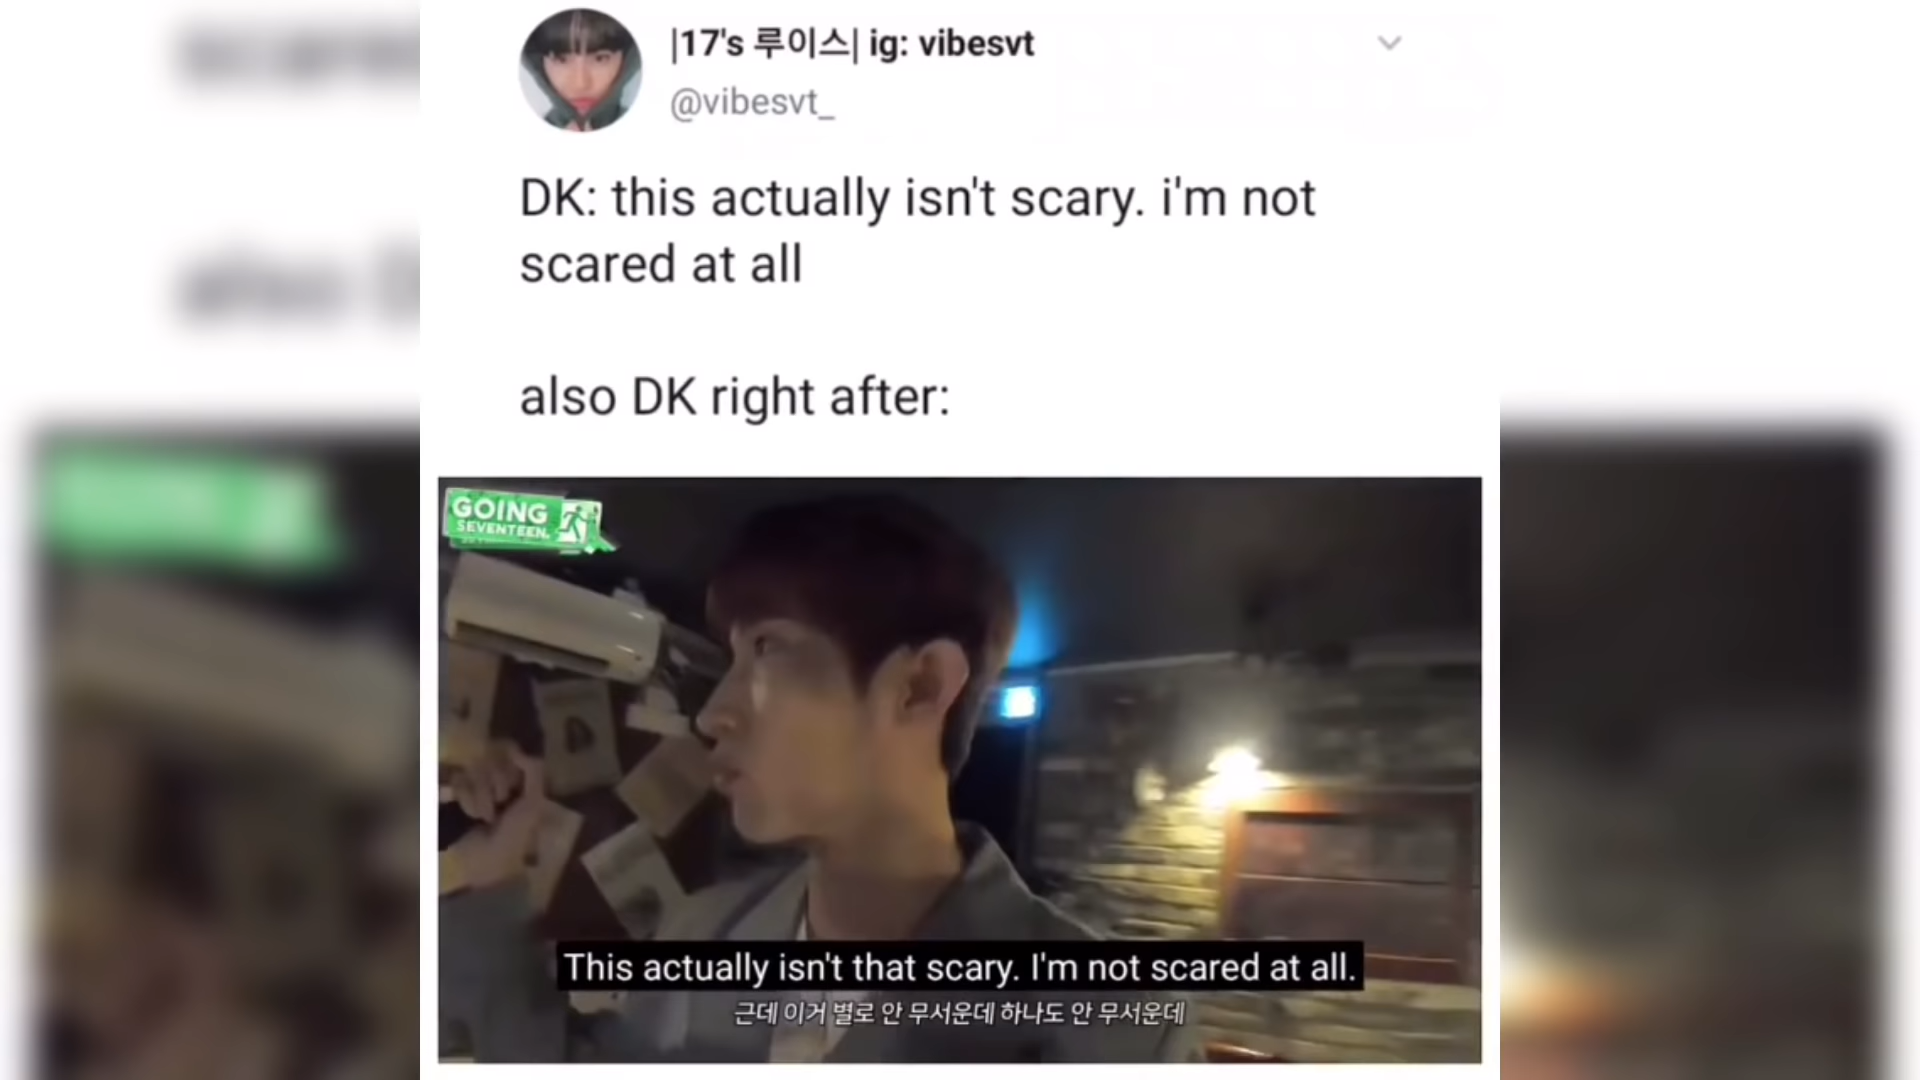 |17's 루이스| ig: vibesvt
@vibesvt_
DK: this actually isn't scary. i'm not
scared at all
also DK right after:
GOING
SEVENTEEN.
This actually isn't that scary. I'm not scared at all.
근데 이거 별로 안 무서운데 하나도 안 무서운데